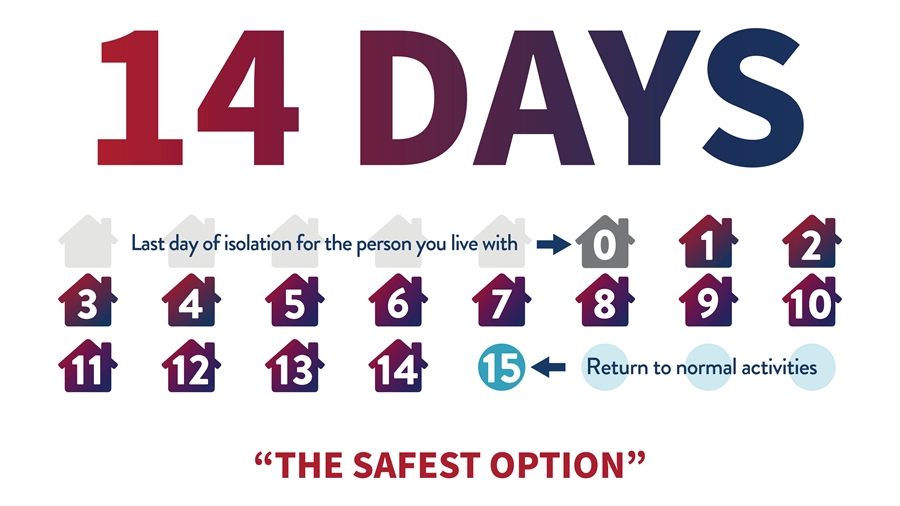 14 DAYS
Last day of isolation for the person you live with 0 1 2
3 4 5 6 7 8 9 10
11 12 13 14 15 Return to normal activities
“THE SAFEST OPTION”